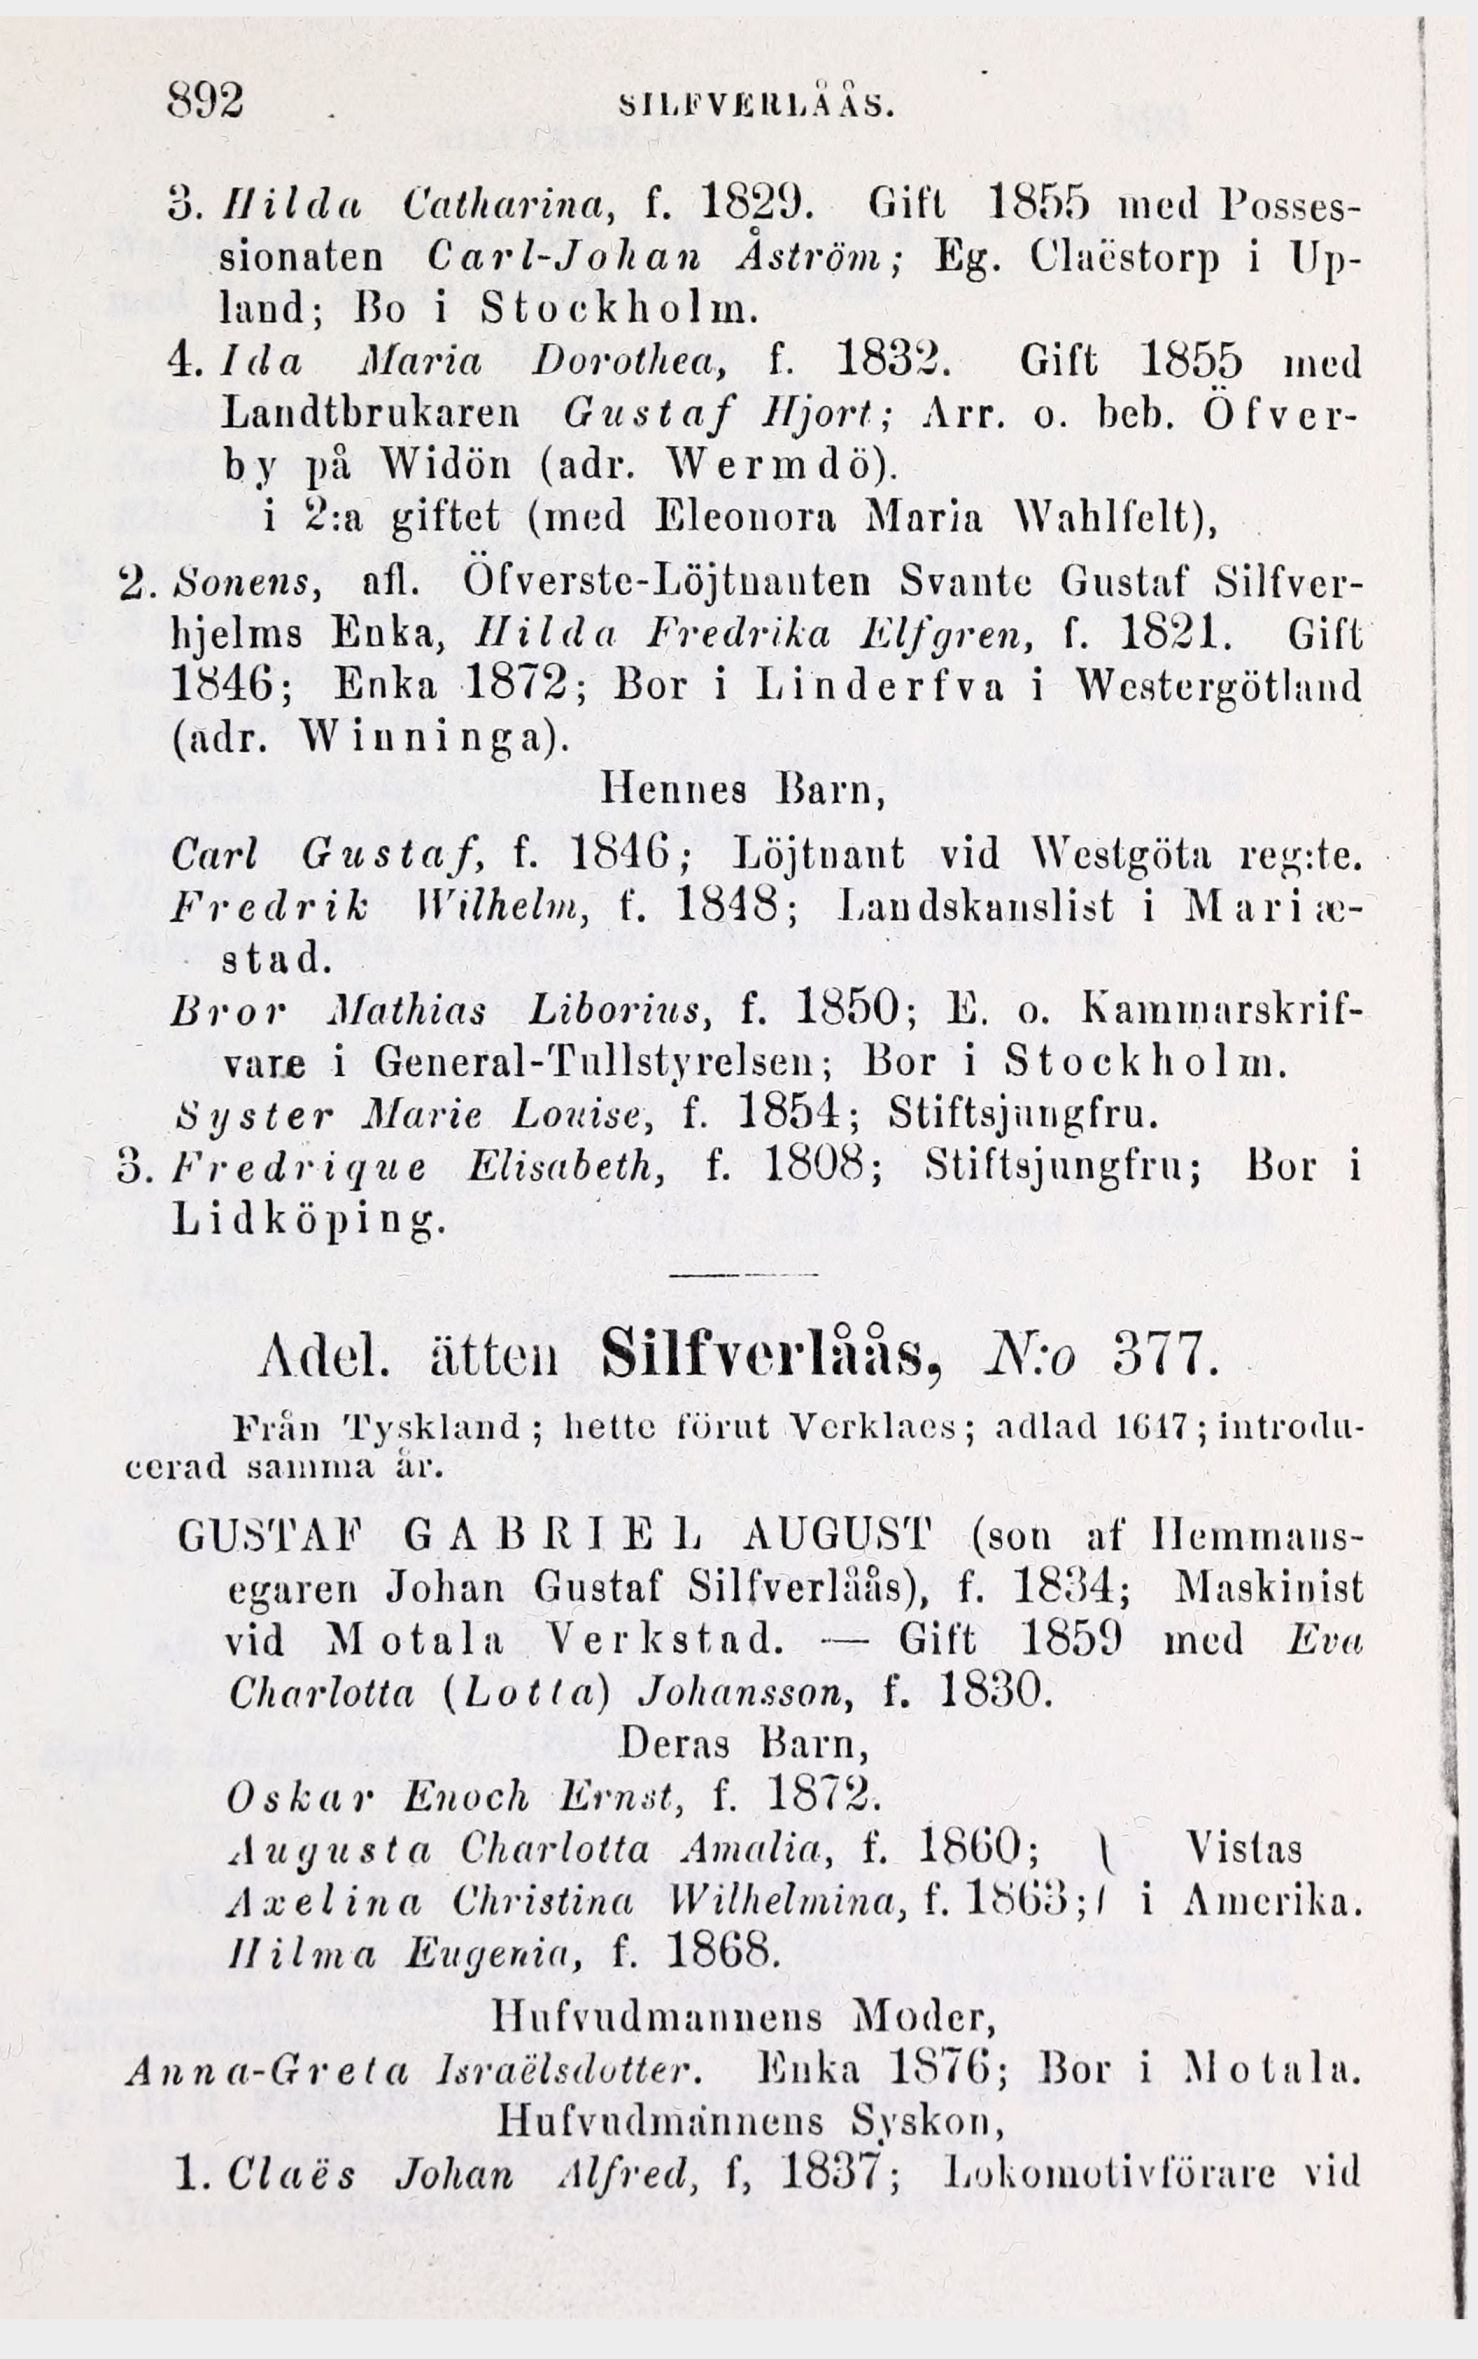 892 SILFVERLÅÅS.
3. Hilda Catharina, f. 1829. Gift 1855 med Posses-
sionaten Carl-Johan Åström; Eg. Claëstorp i Up-
land; Bo i Stockholm.
4. Ida Maria Dorothea, f. 1832. Gift 1855 med
Landtbrukaren Gustaf Hjort; Arr. o. beb. Öfver-
by på Widön (adr. Wermdö).
i 2:a giftet (med Eleonora Maria Wahlfelt),
2. Sonens, afl. Öfverste-Löjtnanten Svante Gustaf Silfver-
hjelms Enka, Hilda Fredrika Elfgren, f. 1821. Gift
1846; Enka 1872; Bor i Linderfva i Westergötland
(adr. Winninga).
Hennes Barn,
Carl Gustaf, f. 1846; Löjtnant vid Westgöta reg:te.
Fredrik Wilhelm, f. 1848; Landskanslist i Mariæ-
stad.
Bror Mathias Liborius, f. 1850; E. o. Kammarskrif-
vare i General-Tullstyrelsen; Bor i Stockholm.
Syster Marie Louise, f. 1854; Stiftsjungfru.
3. Fredrique Elisabeth, f. 1808; Stiftsjungfru; Bor i
Lidköping.
Adel. ätten Silfverlåås, N:o 377.
Från Tyskland; hette förut Verklaes; adlad 1647; introdu-
cerad samma år.
GUSTAF GABRIEL AUGUST (son af Hemmans-
egaren Johan Gustaf Silfverlåås), f. 1834; Maskinist
vid Motala Verkstad. — Gift 1859 med Eva
Charlotta (Lotta) Johansson, f. 1830.
Deras Barn,
Oskar Enoch Ernst, f. 1872.
Augusta Charlotta Amalia, f. 1860; \ Vistas
Axelina Christina Wilhelmina, f. 1863; / i Amerika.
Hilma Eugenia, f. 1868.
Hufvudmannens Moder,
Anna-Greta Israëlsdotter. Enka 1876; Bor i Motala.
Hufvudmannens Syskon,
1. Claës Johan Alfred, f, 1837; Lokomotivförare vid